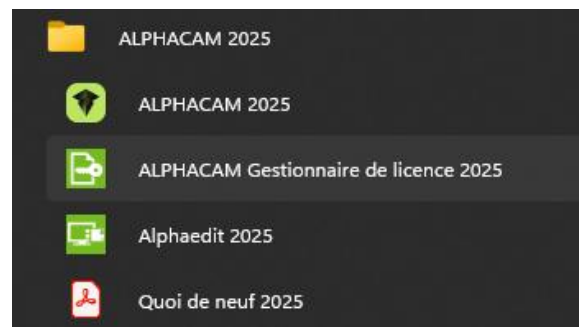 ALPHACAM 2025
ALPHACAM 2025
ALPHACAM Gestionnaire de licence 2025
Alphaedit 2025
Quoi de neuf 2025